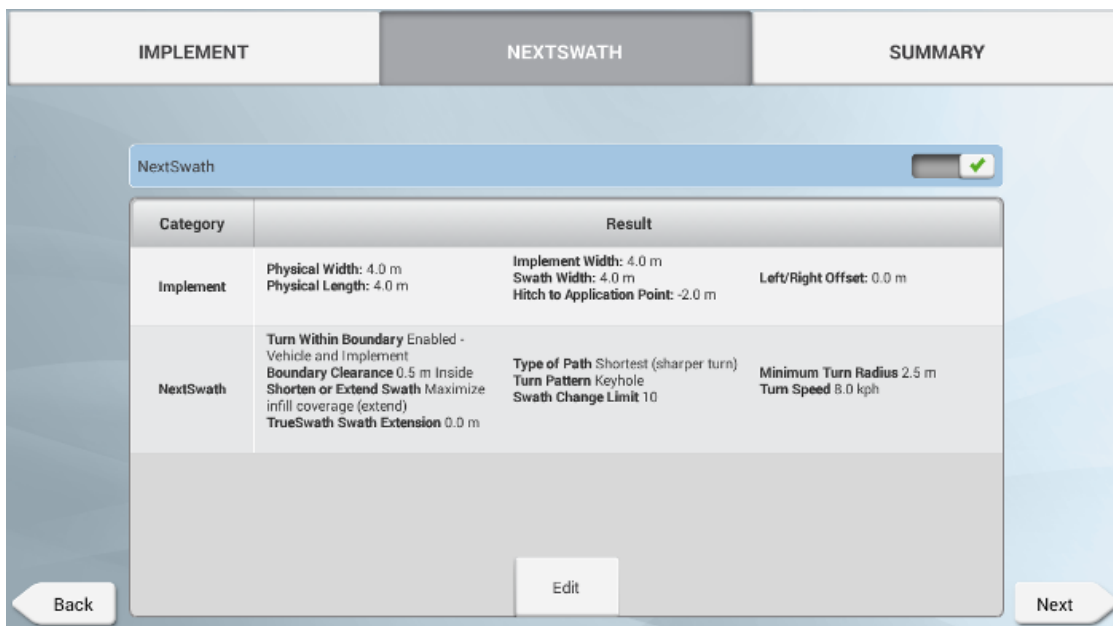 IMPLEMENT
NEXTSWATH
SUMMARY
NextSwath
Category
Result
Implement
Physical Width: 4.0 m
Physical Length: 4.0 m
Implement Width: 4.0 m
Swath Width: 4.0 m
Hitch to Application Point: -2.0 m
Left/Right Offset: 0.0 m
NextSwath
Turn Within Boundary Enabled -
Vehicle and Implement
Boundary Clearance 0.5 m Inside
Shorten or Extend Swath Maximize
infill coverage (extend)
TrueSwath Swath Extension 0.0 m
Type of Path Shortest (sharper turn)
Turn Pattern Keyhole
Swath Change Limit 10
Minimum Turn Radius 2.5 m
Turn Speed 8.0 kph
Edit
Back
Next